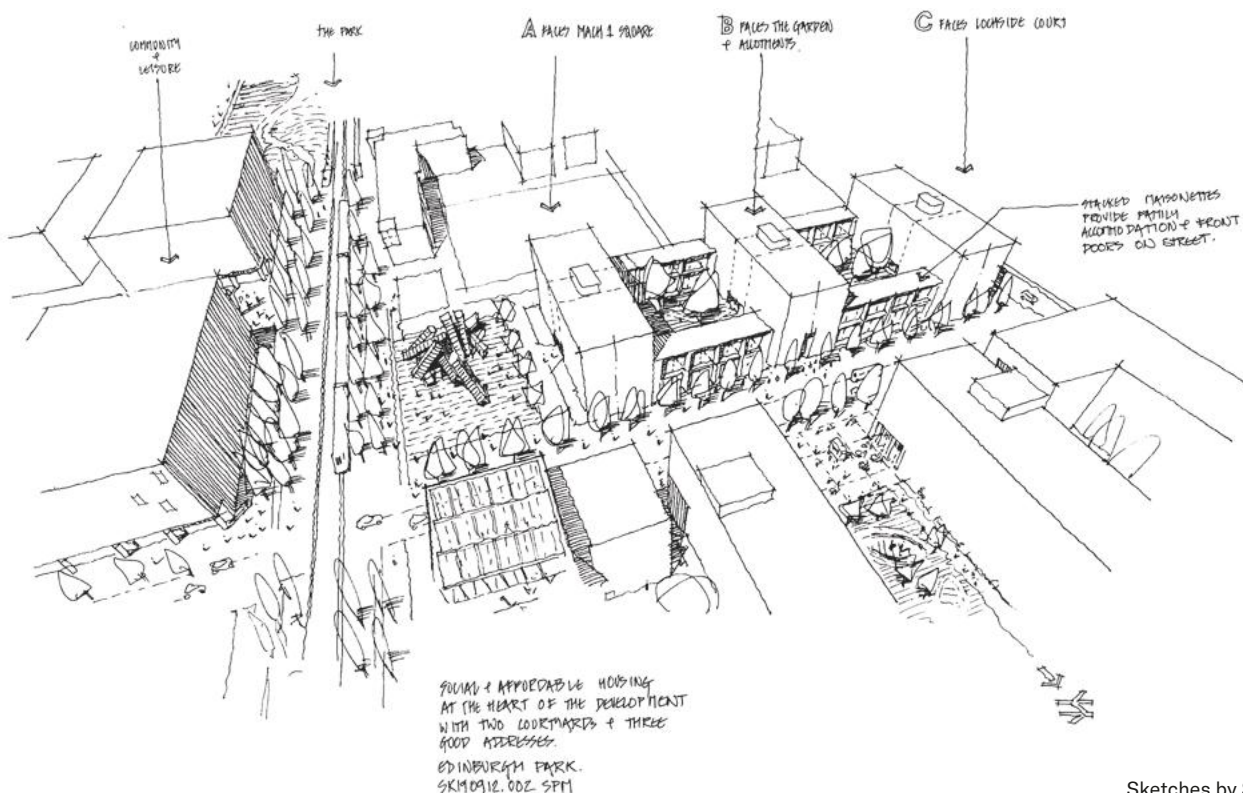 COMMUNITY
&
LEISURE
THE PARK
A FACES MACH 1 SQUARE
B FACES THE GARDEN
& ALLOTMENTS.
C FACES LOCHSIDE COURT
STACKED MAISONETTES
PROVIDE FAMILY
ACCOMMODATION & FRONT
DOORS ON STREET.
SOCIAL & AFFORDABLE HOUSING
AT THE HEART OF THE DEVELOPMENT
WITH TWO COURTYARDS & THREE
GOOD ADDRESSES.
EDINBURGH PARK.
SK190912.002 SPM
Sketches by